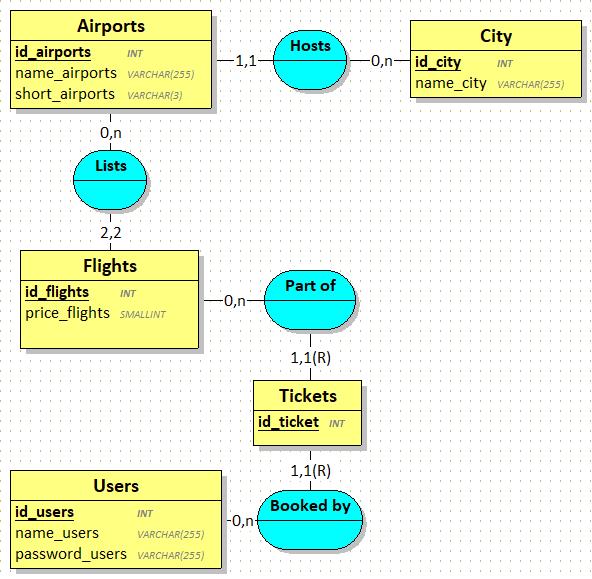 Airports
id_airports INT
name_airports VARCHAR(255)
short_airports VARCHAR(3)
1,1
Hosts
0,n
City
id_city INT
name_city VARCHAR(255)
0,n
Lists
2,2
Flights
id_flights INT
price_flights SMALLINT
0,n
Part of
1,1(R)
Tickets
id_ticket INT
1,1(R)
Booked by
0,n
Users
id_users INT
name_users VARCHAR(255)
password_users VARCHAR(255)